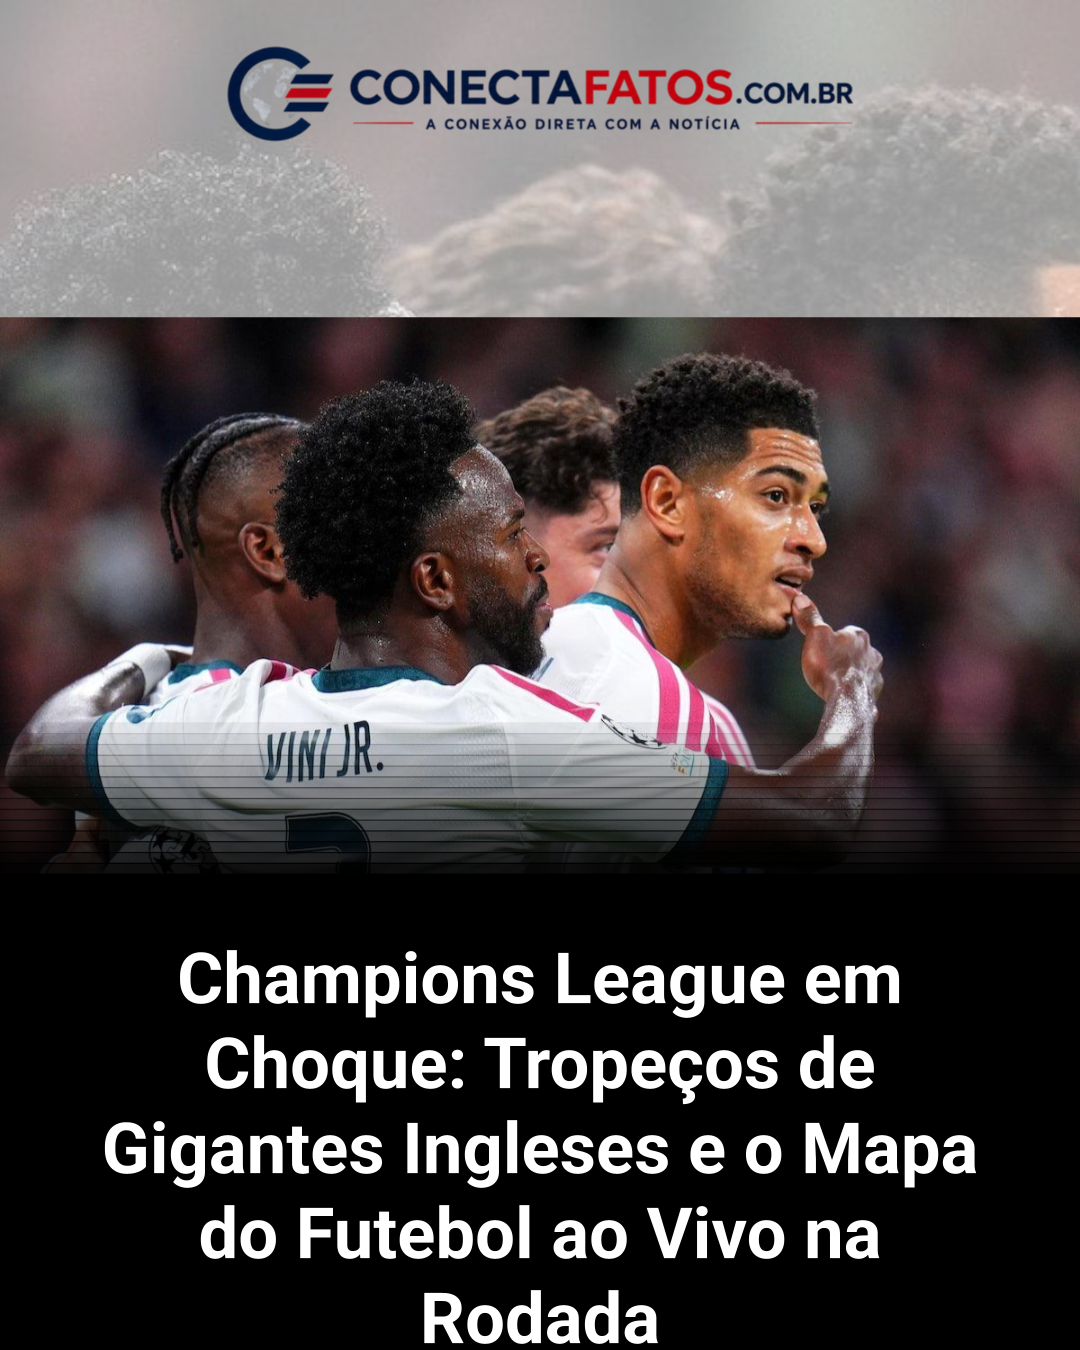 CONECTAFATOS.COM.BR
A CONEXÃO DIRETA COM A NOTÍCIA
VINI JR.
Champions League em
Choque: Tropeços de
Gigantes Ingleses e o Mapa
do Futebol ao Vivo na
Rodada